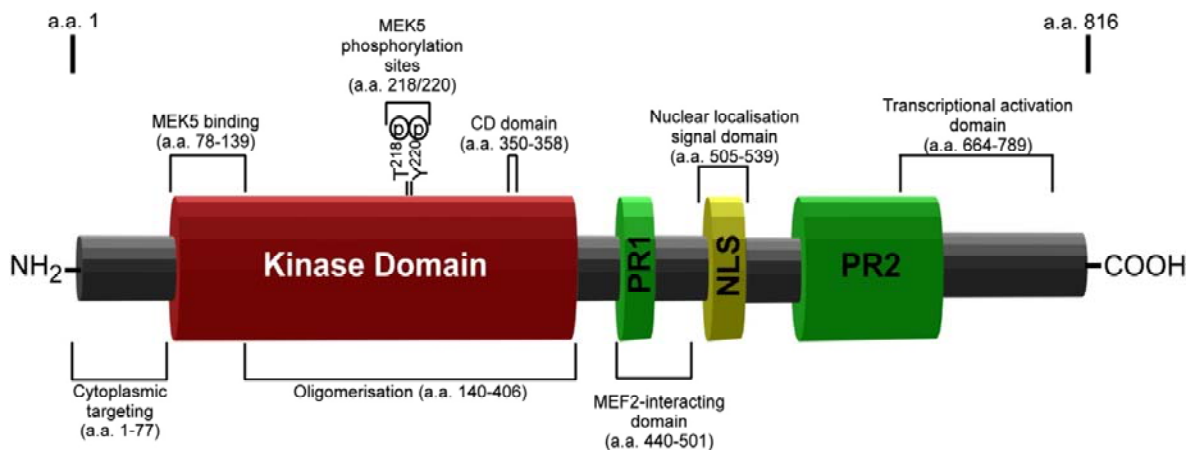 a.a. 1
a.a. 816
MEK5
phosphorylation
sites
(a.a. 218/220)
MEK5 binding
(a.a. 78-139)
p p
T218
Y220
CD domain
(a.a. 350-358)
Nuclear localisation
signal domain
(a.a. 505-539)
Transcriptional activation
domain
(a.a. 664-789)
NH2
Kinase Domain
PR1
NLS
PR2
COOH
Cytoplasmic
targeting
(a.a. 1-77)
Oligomerisation (a.a. 140-406)
MEF2-interacting
domain
(a.a. 440-501)